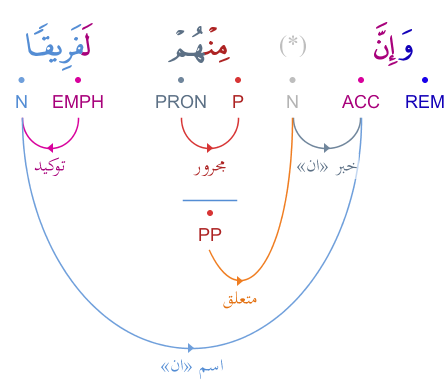 وَإِنَّ (*) مِنْهُمْ لَفَرِيقًا
REM ACC N P PRON EMPH N
خبر «ان» مجرور توكيد
PP
متعلق
اسم «ان»